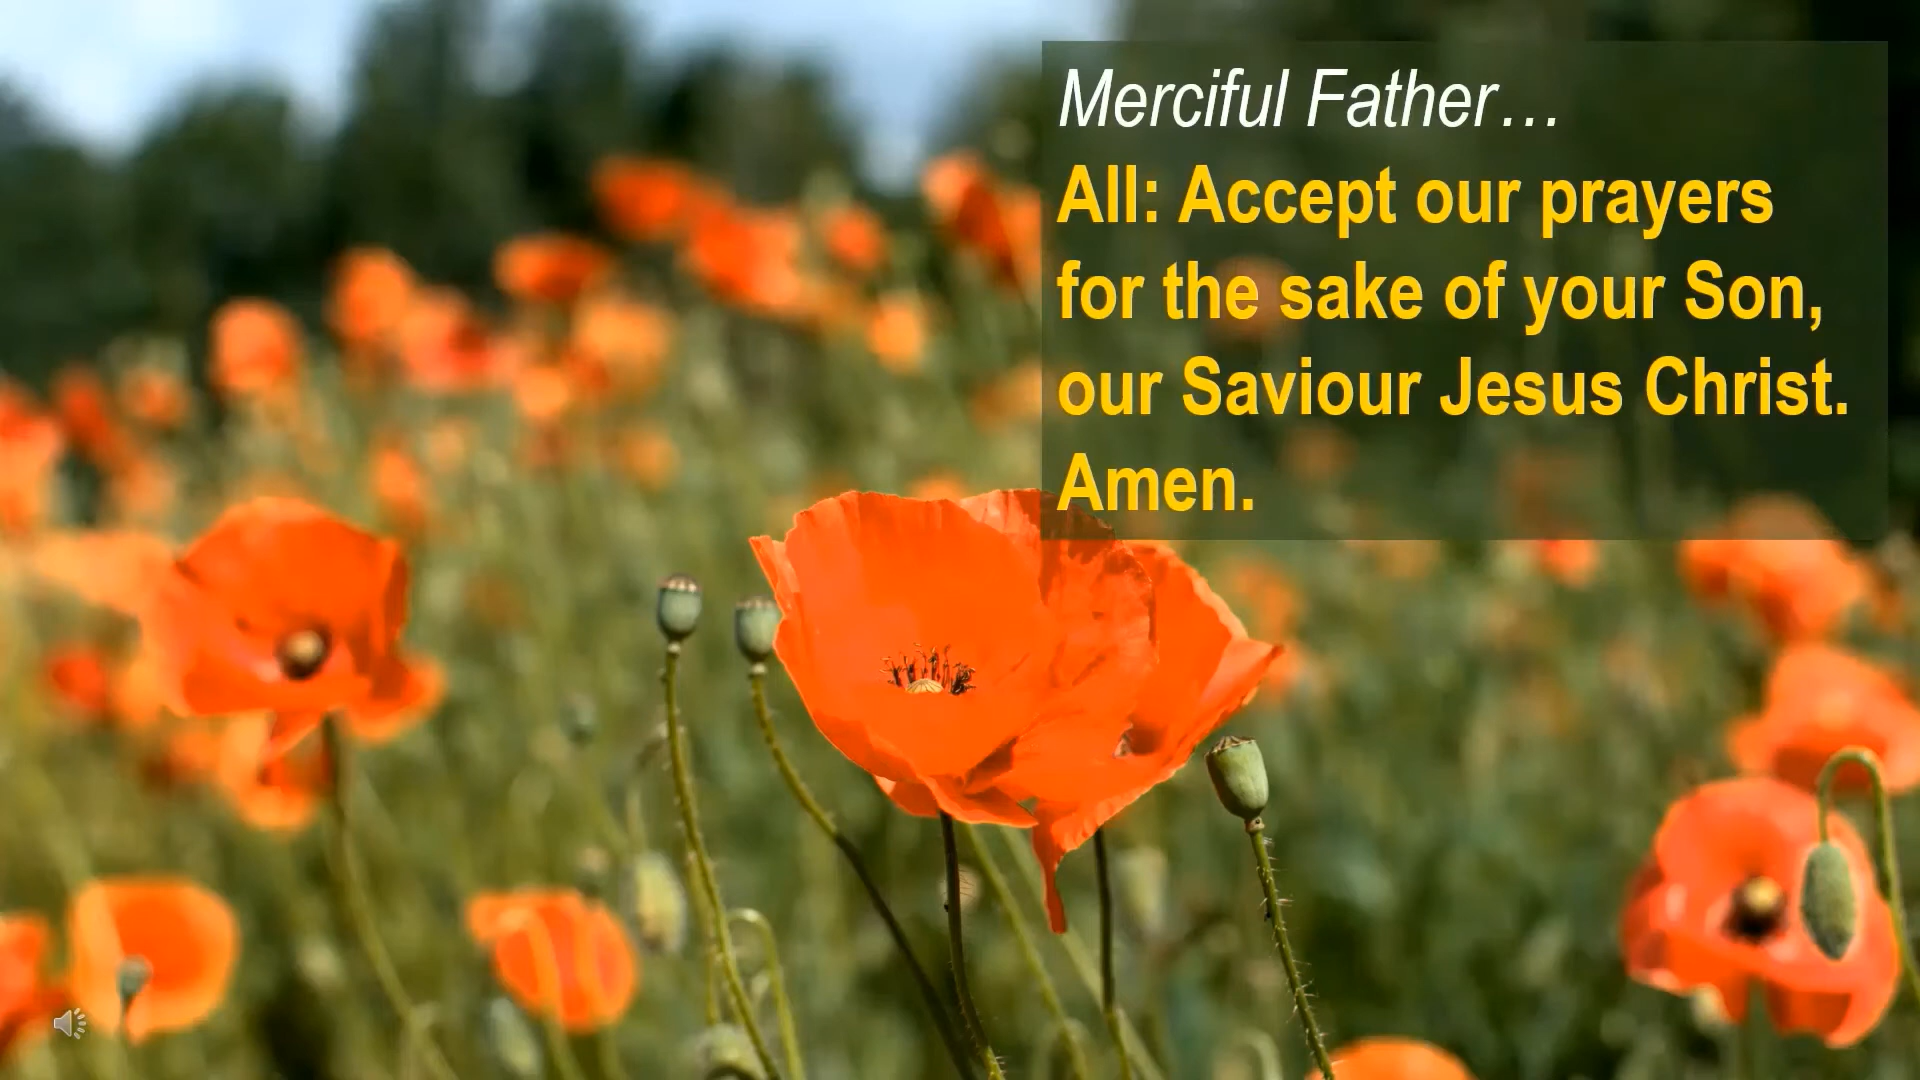 Merciful Father…
All: Accept our prayers
for the sake of your Son,
our Saviour Jesus Christ.
Amen.